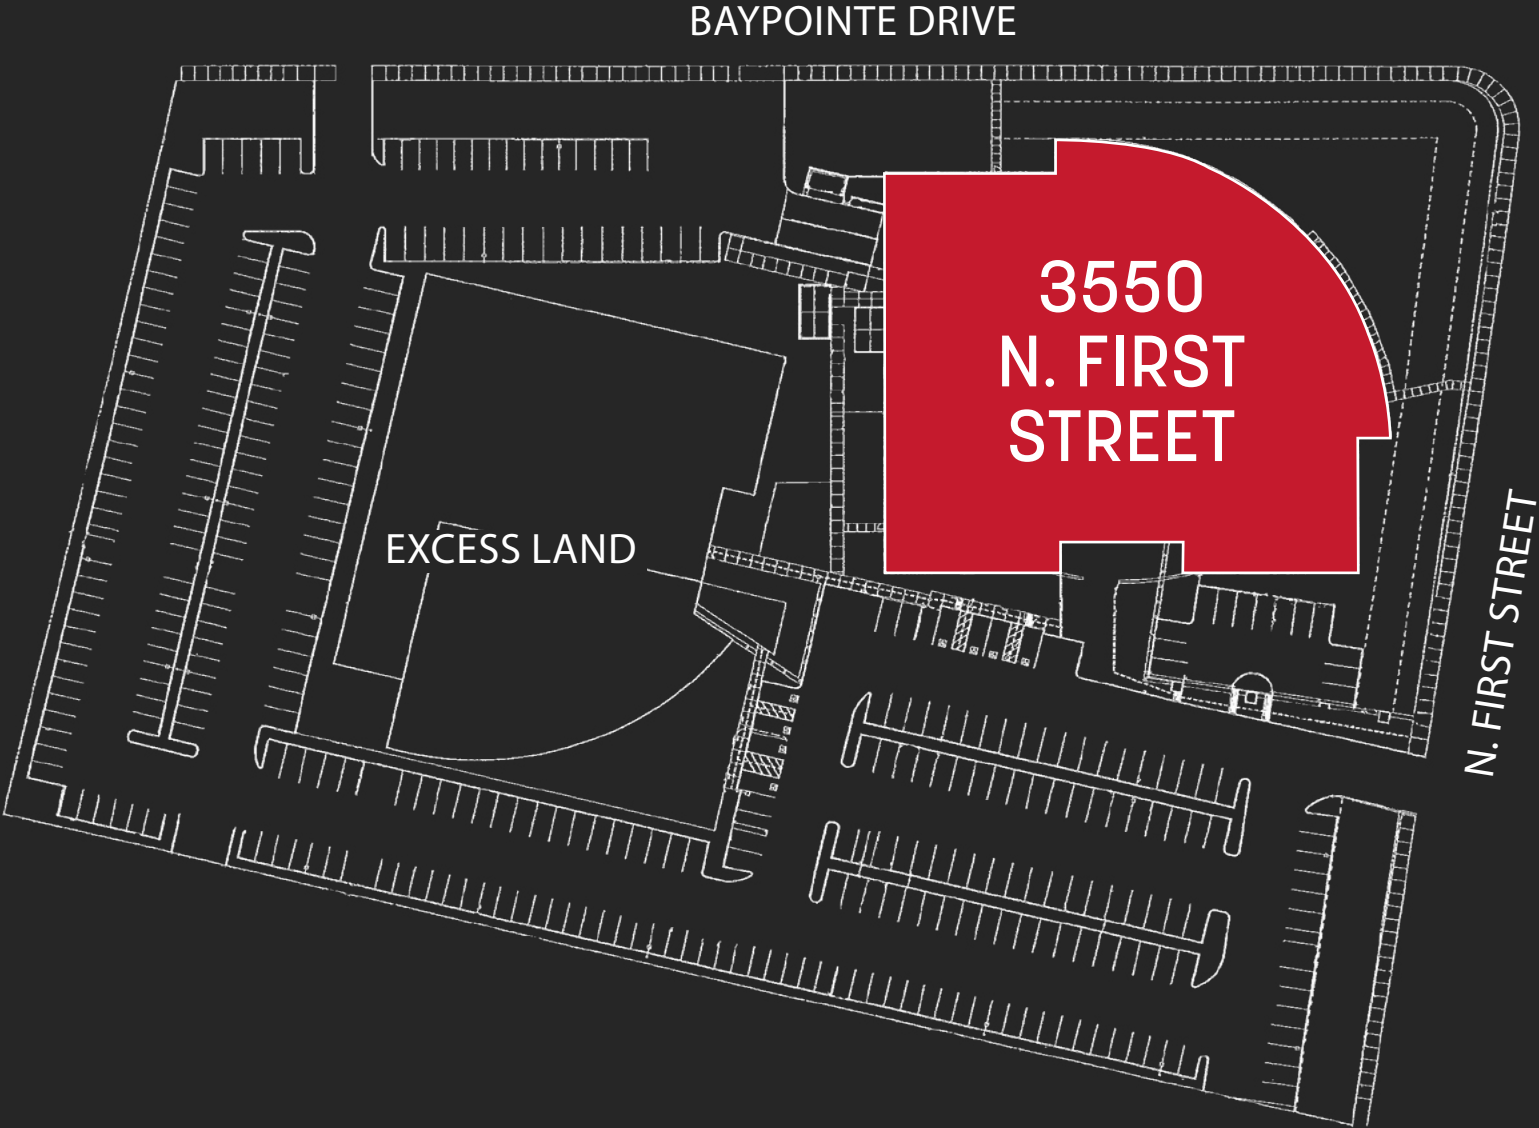 BAYPOINTE DRIVE
3550
N. FIRST
STREET
EXCESS LAND
N. FIRST STREET